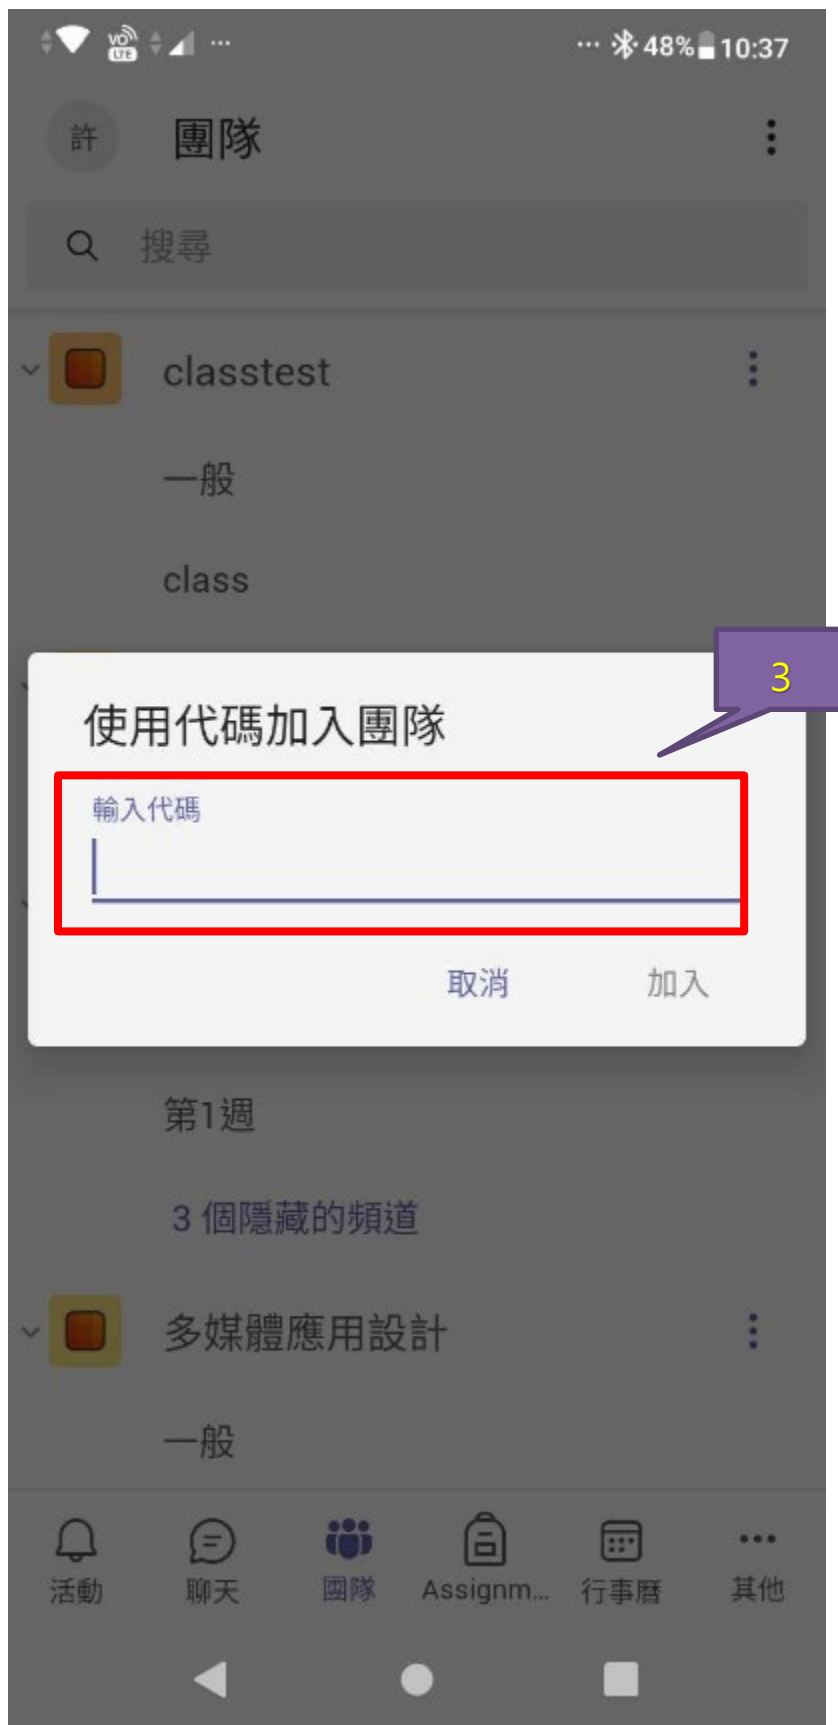 VO)) LTE ... ... 48% 10:37
許 團隊
搜尋
classtest
一般
class
3
使用代碼加入團隊
輸入代碼
取消 加入
第1週
3 個隱藏的頻道
多媒體應用設計
一般
活動 聊天 團隊 Assignm... 行事曆 其他